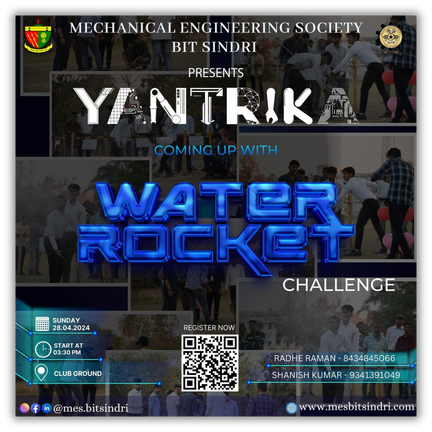 MECHANICAL ENGINEERING SOCIETY
BIT SINDRI
PRESENTS
YANTRIKA
COMING UP WITH
WATER
ROCKET
CHALLENGE
SUNDAY
28.04.2024
START AT
03:30 PM
CLUB GROUND
REGISTER NOW
RADHE RAMAN - 8434845066
SHANISH KUMAR - 9341391049
@mes.bitsindri
www.mesbitsindri.com